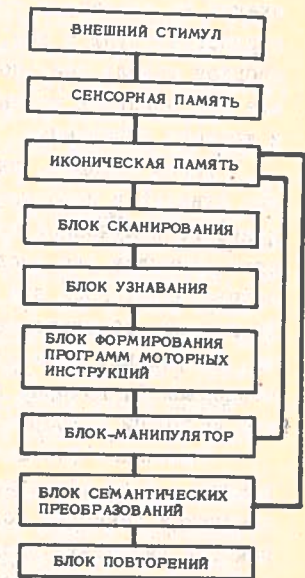 ВНЕШНИЙ СТИМУЛ
СЕНСОРНАЯ ПАМЯТЬ
ИКОНИЧЕСКАЯ ПАМЯТЬ
БЛОК СКАНИРОВАНИЯ
БЛОК УЗНАВАНИЯ
БЛОК ФОРМИРОВАНИЯ
ПРОГРАММ МОТОРНЫХ
ИНСТРУКЦИЙ
БЛОК-МАНИПУЛЯТОР
БЛОК СЕМАНТИЧЕСКИХ
ПРЕОБРАЗОВАНИЙ
БЛОК ПОВТОРЕНИЙ